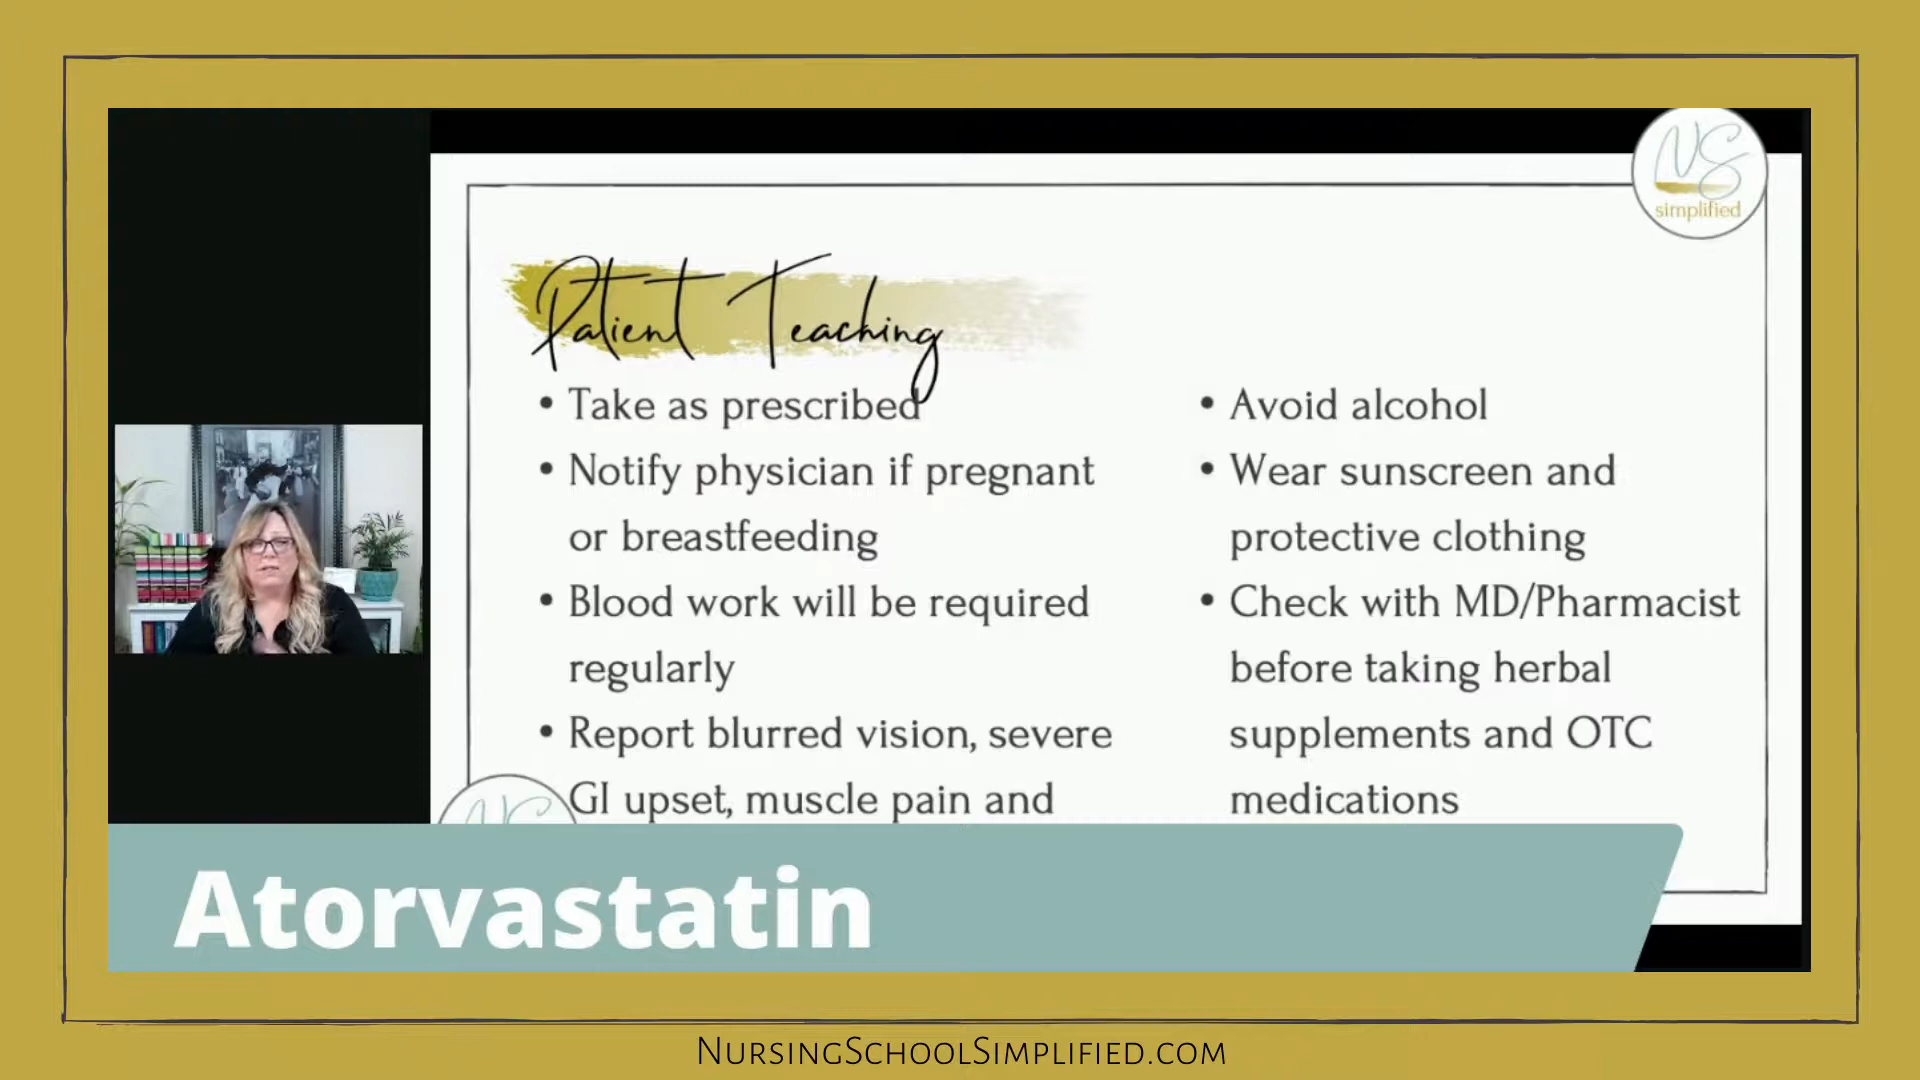 NS
simplified
Patient Teaching
• Take as prescribed
• Notify physician if pregnant
or breastfeeding
• Blood work will be required
regularly
• Report blurred vision, severe
GI upset, muscle pain and
• Avoid alcohol
• Wear sunscreen and
protective clothing
• Check with MD/Pharmacist
before taking herbal
supplements and OTC
medications
NS
Atorvastatin
NURSINGSCHOOLSIMPLIFIED.COM